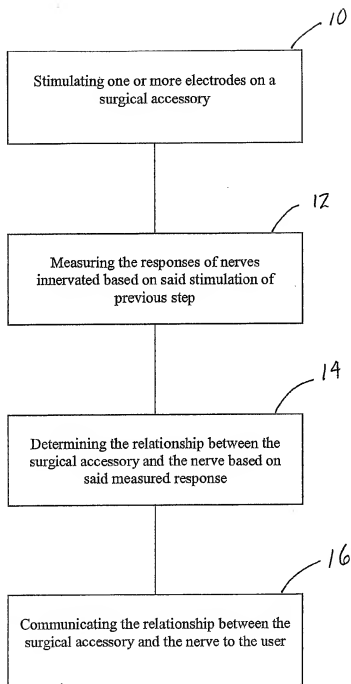 10
Stimulating one or more electrodes on a
surgical accessory
12
Measuring the responses of nerves
innervated based on said stimulation of
previous step
14
Determining the relationship between the
surgical accessory and the nerve based on
said measured response
16
Communicating the relationship between the
surgical accessory and the nerve to the user